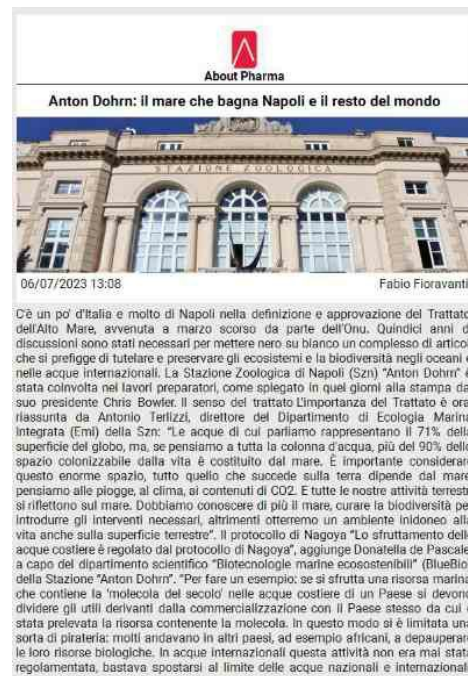 About Pharma
Anton Dohrn: il mare che bagna Napoli e il resto del mondo
STAZIONE ZOOLOGICA
06/07/2023 13:08 Fabio Fioravanti
C'è un po' d'Italia e molto di Napoli nella definizione e approvazione del Trattato
dell'Alto Mare, avvenuta a marzo scorso da parte dell'Onu. Quindici anni d
discussioni sono stati necessari per mettere nero su bianco un complesso di articol
che si prefigge di tutelare e preservare gli ecosistemi e la biodiversità negli oceani e
nelle acque internazionali. La Stazione Zoologica di Napoli (Szn) "Anton Dohrn" è
stata coinvolta nei lavori preparatori, come spiegato in quei giorni alla stampa da
suo presidente Chris Bowler. Il senso del trattato L'importanza del Trattato è ora
riassunta da Antonio Terlizzi, direttore del Dipartimento di Ecologia Marina
Integrata (Emi) della Szn: "Le acque di cui parliamo rappresentano il 71% della
superficie del globo, ma, se pensiamo a tutta la colonna d'acqua, più del 90% dello
spazio colonizzabile dalla vita è costituito dal mare. È importante considerare
questo enorme spazio, tutto quello che succede sulla terra dipende dal mare
pensiamo alle piogge, al clima, ai contenuti di CO2. E tutte le nostre attività terrest
si riflettono sul mare. Dobbiamo conoscere di più il mare, curare la biodiversità pe
introdurre gli interventi necessari, altrimenti otterremo un ambiente inidoneo alla
vita anche sulla superficie terrestre". Il protocollo di Nagoya "Lo sfruttamento delle
acque costiere è regolato dal protocollo di Nagoya", aggiunge Donatella de Pascale
a capo del dipartimento scientifico "Biotecnologie marine ecosostenibili" (BlueBio
della Stazione "Anton Dohrn". "Per fare un esempio: se si sfrutta una risorsa marina
che contiene la 'molecola del secolo' nelle acque costiere di un Paese si devono
dividere gli utili derivanti dalla commercializzazione con il Paese stesso da cui è
stata prelevata la risorsa contenente la molecola. In questo modo si è limitata una
sorta di pirateria: molti andavano in altri paesi, ad esempio africani, a depauperare
le loro risorse biologiche. In acque internazionali questa attività non era mai stata
regolamentata, bastava spostarsi al limite delle acque nazionali e internazionali